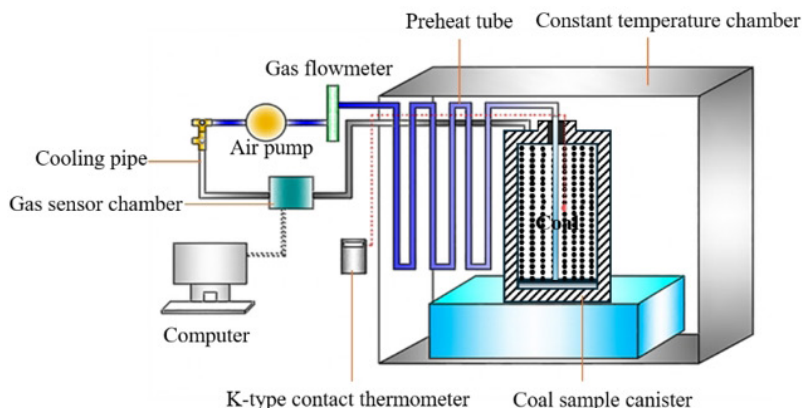 Preheat tube
Constant temperature chamber
Gas flowmeter
Air pump
Cooling pipe
Gas sensor chamber
Coal
Computer
K-type contact thermometer
Coal sample canister